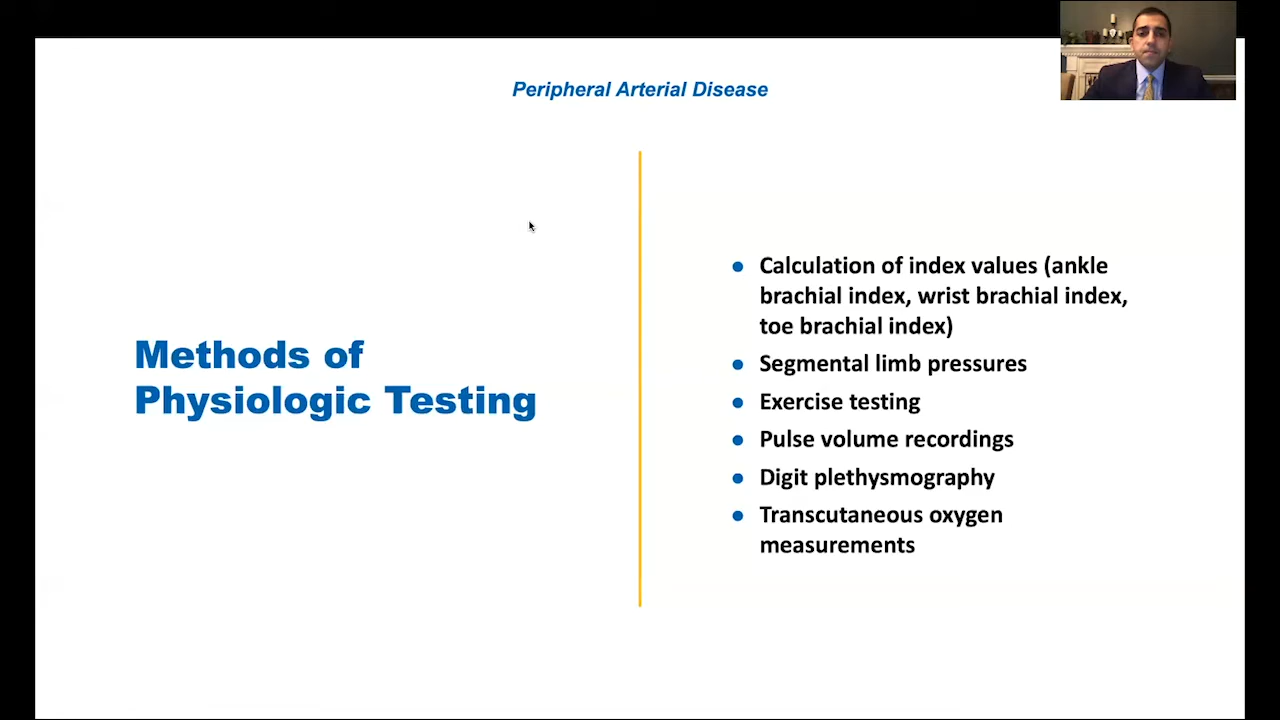 Peripheral Arterial Disease
Methods of
Physiologic Testing
● Calculation of index values (ankle
brachial index, wrist brachial index,
toe brachial index)
● Segmental limb pressures
● Exercise testing
● Pulse volume recordings
● Digit plethysmography
● Transcutaneous oxygen
measurements